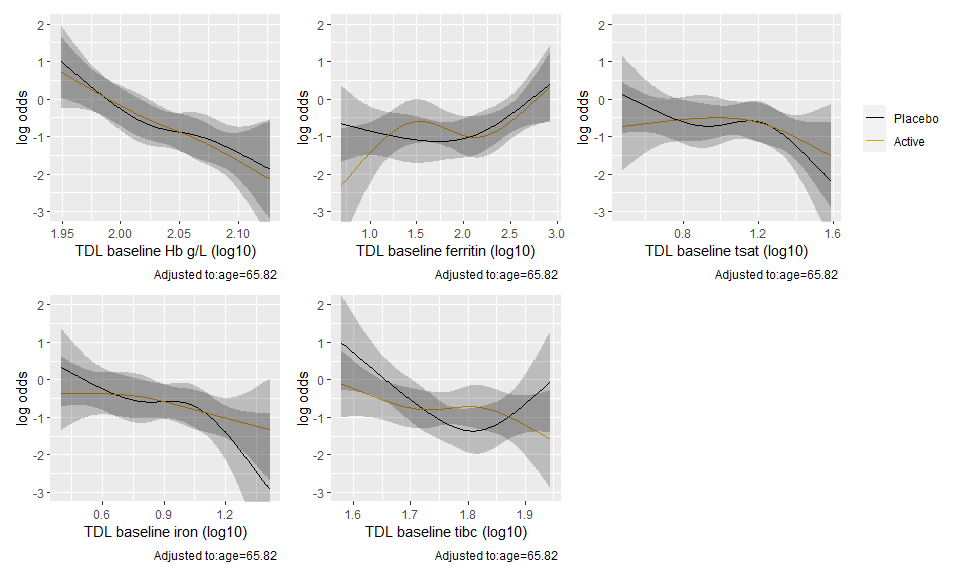 2
1
0
-1
-2
-3
log odds
1.95 2.00 2.05 2.10
TDL baseline Hb g/L (log10)
Adjusted to:age=65.82
2
1
0
-1
-2
-3
log odds
1.0 1.5 2.0 2.5 3.0
TDL baseline ferritin (log10)
Adjusted to:age=65.82
2
1
0
-1
-2
-3
log odds
0.8 1.2 1.6
TDL baseline tsat (log10)
Adjusted to:age=65.82
Placebo
Active
2
1
0
-1
-2
-3
log odds
0.6 0.9 1.2
TDL baseline iron (log10)
Adjusted to:age=65.82
2
1
0
-1
-2
-3
log odds
1.6 1.7 1.8 1.9
TDL baseline tibc (log10)
Adjusted to:age=65.82